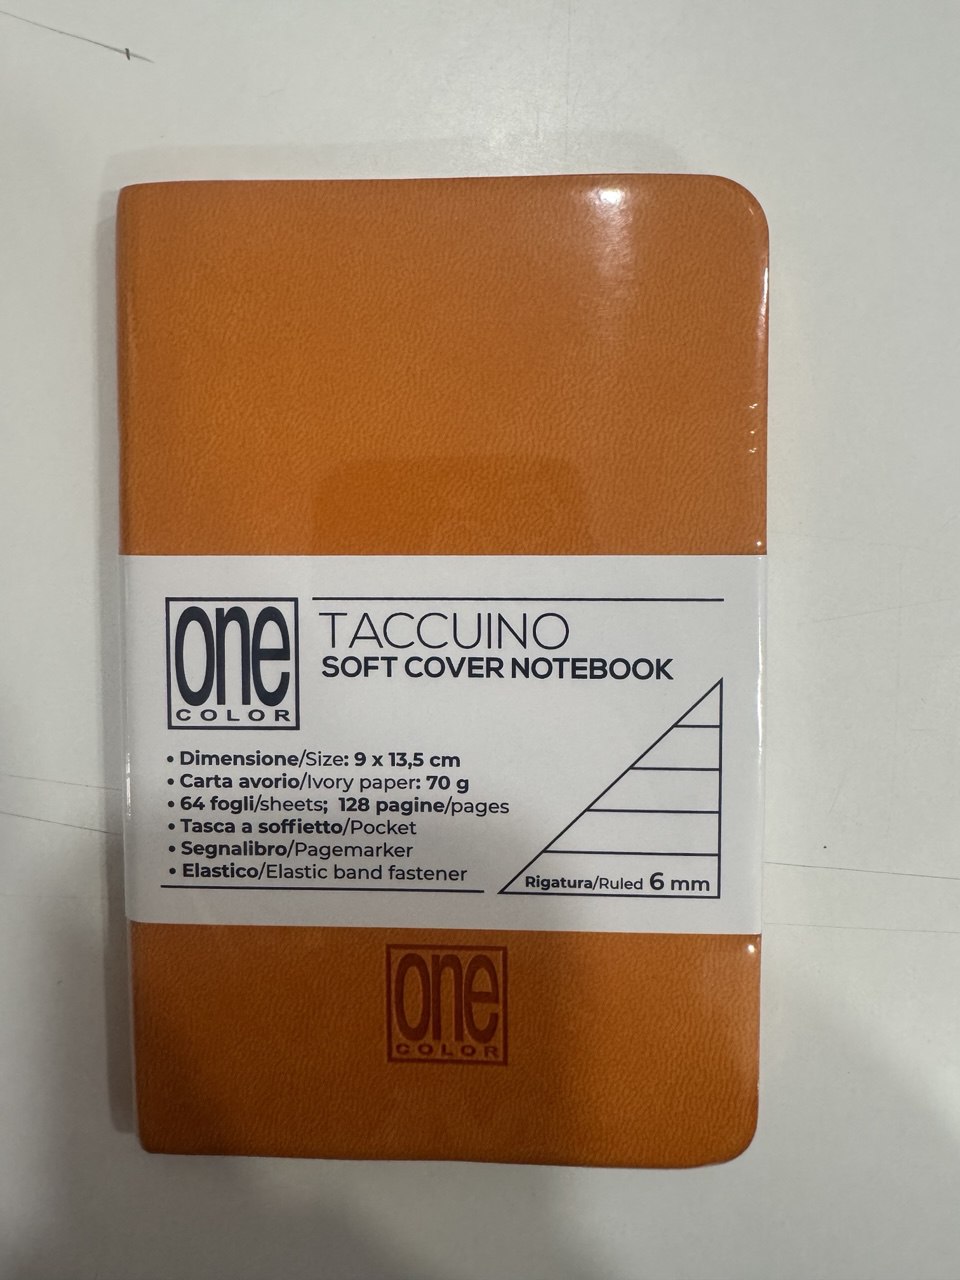 one
COLOR
TACCUINO
SOFT COVER NOTEBOOK
• Dimensione/Size: 9 x 13,5 cm
• Carta avorio/Ivory paper: 70 g
• 64 fogli/sheets; 128 pagine/pages
• Tasca a soffietto/Pocket
• Segnalibro/Pagemarker
• Elastico/Elastic band fastener
Rigatura/Ruled 6 mm
one
COLOR